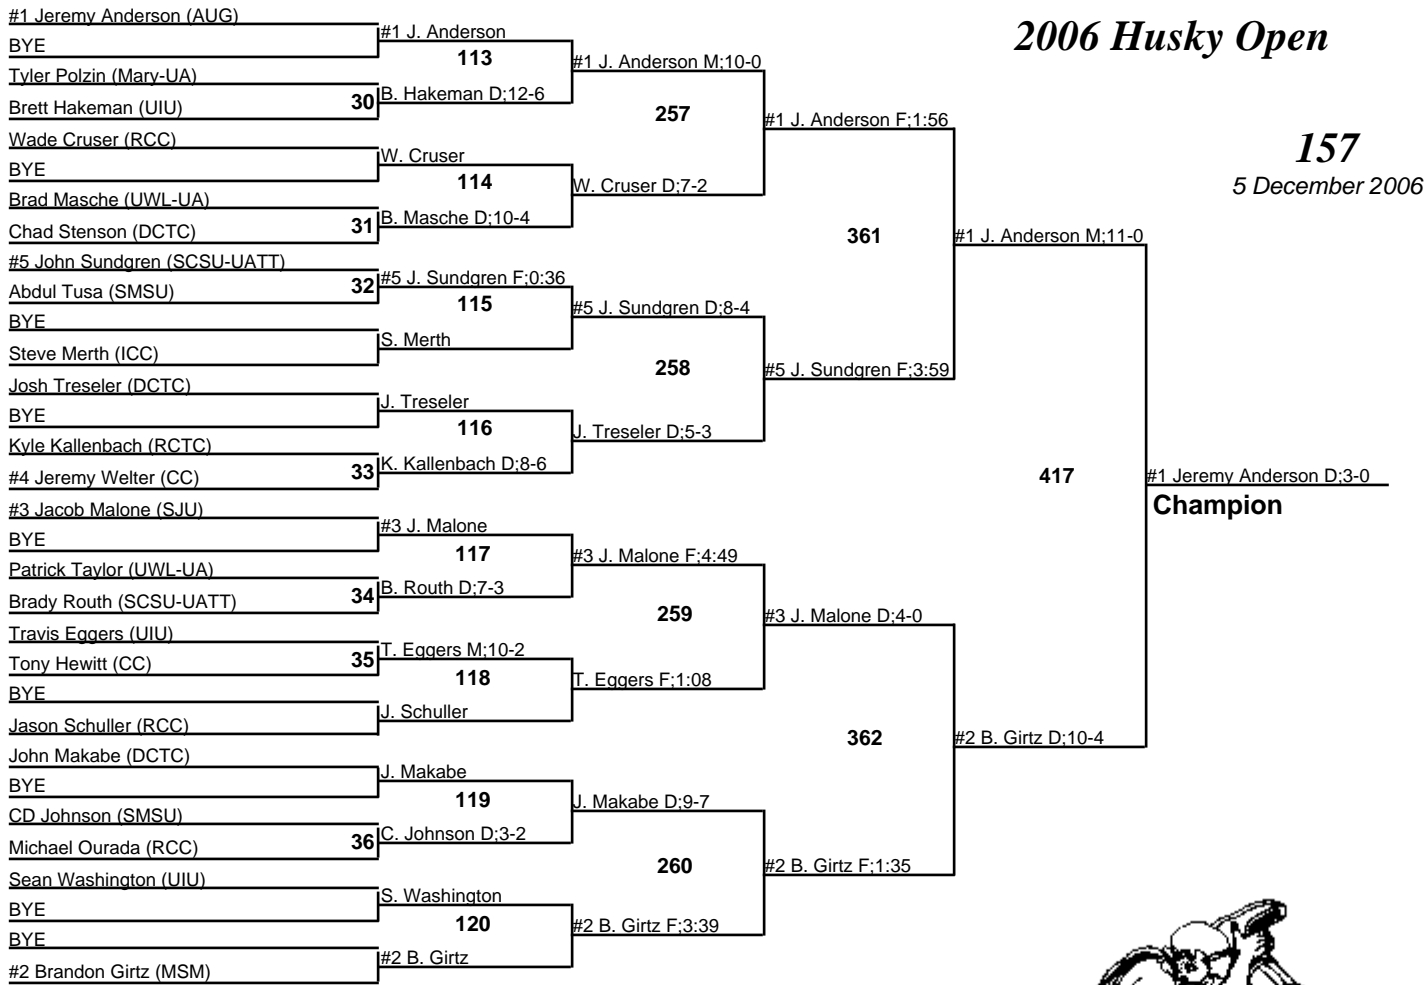 2006 Husky Open
157
5 December 2006
#1 Jeremy Anderson (AUG)
BYE
Tyler Polzin (Mary-UA)
Brett Hakeman (UIU)
Wade Cruser (RCC)
BYE
Brad Masche (UWL-UA)
Chad Stenson (DCTC)
#5 John Sundgren (SCSU-UATT)
Abdul Tusa (SMSU)
BYE
Steve Merth (ICC)
Josh Treseler (DCTC)
BYE
Kyle Kallenbach (RCTC)
#4 Jeremy Welter (CC)
#3 Jacob Malone (SJU)
BYE
Patrick Taylor (UWL-UA)
Brady Routh (SCSU-UATT)
Travis Eggers (UIU)
Tony Hewitt (CC)
BYE
Jason Schuller (RCC)
John Makabe (DCTC)
BYE
CD Johnson (SMSU)
Michael Ourada (RCC)
Sean Washington (UIU)
BYE
BYE
#2 Brandon Girtz (MSM)
30
31
32
33
34
35
36
#1 J. Anderson
113
B. Hakeman D;12-6
W. Cruser
114
B. Masche D;10-4
#5 J. Sundgren F;0:36
115
S. Merth
J. Treseler
116
K. Kallenbach D;8-6
#3 J. Malone
117
B. Routh D;7-3
T. Eggers M;10-2
118
J. Schuller
J. Makabe
119
C. Johnson D;3-2
S. Washington
120
#2 B. Girtz
#1 J. Anderson M;10-0
257
W. Cruser D;7-2
#5 J. Sundgren D;8-4
258
J. Treseler D;5-3
#3 J. Malone F;4:49
259
T. Eggers F;1:08
J. Makabe D;9-7
260
#2 B. Girtz F;3:39
#1 J. Anderson F;1:56
361
#5 J. Sundgren F;3:59
#3 J. Malone D;4-0
362
#2 B. Girtz F;1:35
#1 J. Anderson M;11-0
417
#2 B. Girtz D;10-4
#1 Jeremy Anderson D;3-0
Champion